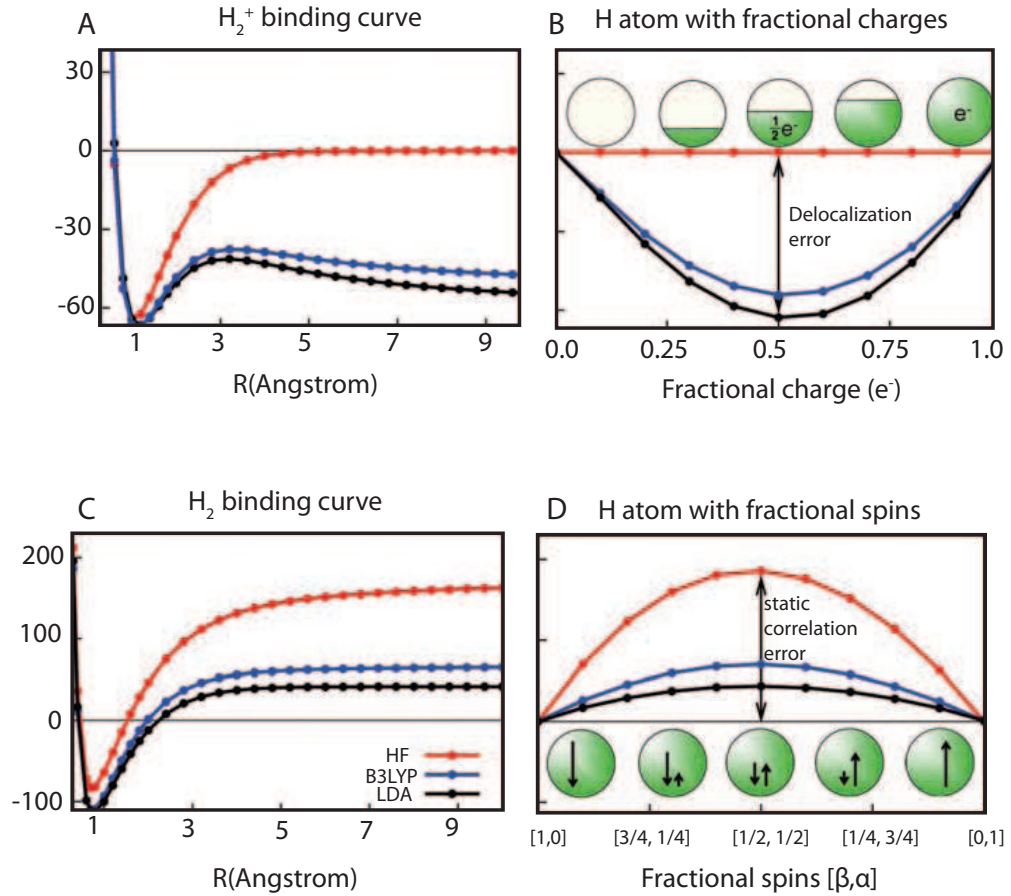 A
H₂⁺ binding curve
30
0
-30
-60
1 3 5 7 9
R(Angstrom)
B
H atom with fractional charges
½e⁻
e⁻
Delocalization
error
0.0 0.25 0.5 0.75 1.0
Fractional charge (e⁻)
C
H₂ binding curve
200
100
0
-100
HF
B3LYP
LDA
1 3 5 7 9
R(Angstrom)
D
H atom with fractional spins
static
correlation
error
[1,0] [3/4, 1/4] [1/2, 1/2] [1/4, 3/4] [0,1]
Fractional spins [β,α]